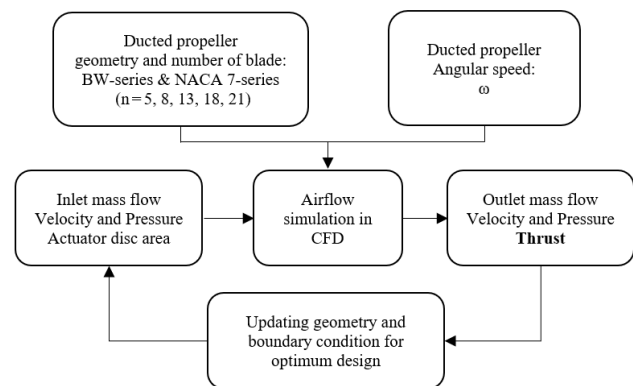 Ducted propeller
geometry and number of blade:
BW-series & NACA 7-series
(n = 5, 8, 13, 18, 21)
Ducted propeller
Angular speed:
ω
Inlet mass flow
Velocity and Pressure
Actuator disc area
Airflow
simulation in
CFD
Outlet mass flow
Velocity and Pressure
Thrust
Updating geometry and
boundary condition for
optimum design